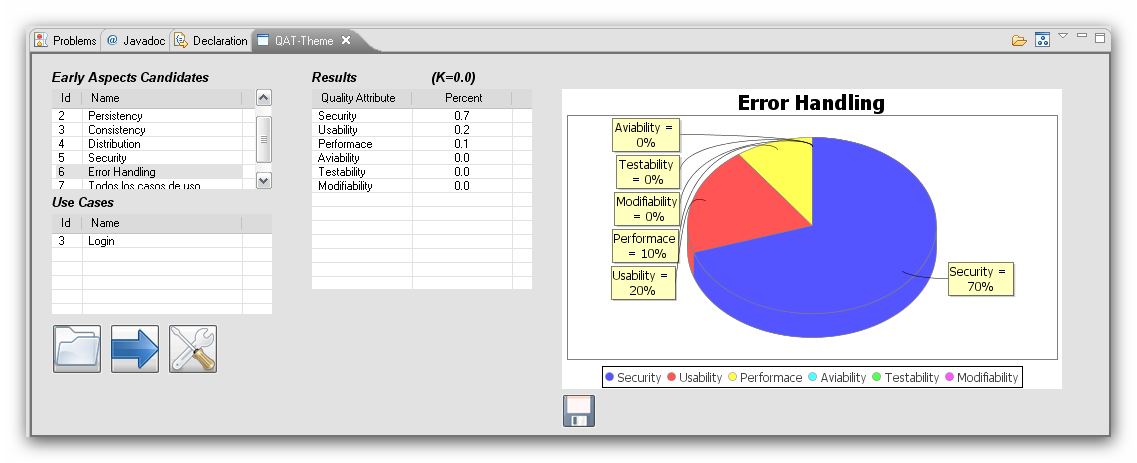 Problems @ Javadoc Declaration QAT-Theme
Early Aspects Candidates
Id Name
2 Persistency
3 Consistency
4 Distribution
5 Security
6 Error Handling
7 Todos los casos de uso
Use Cases
Id Name
3 Login
Results (K=0.0)
Quality Attribute Percent
Security 0.7
Usability 0.2
Performace 0.1
Aviability 0.0
Testability 0.0
Modifiability 0.0
Error Handling
Aviability =
0%
Testability
= 0%
Modifiability
= 0%
Performace
= 10%
Usability =
20%
Security =
70%
Security Usability Performace Aviability Testability Modifiability